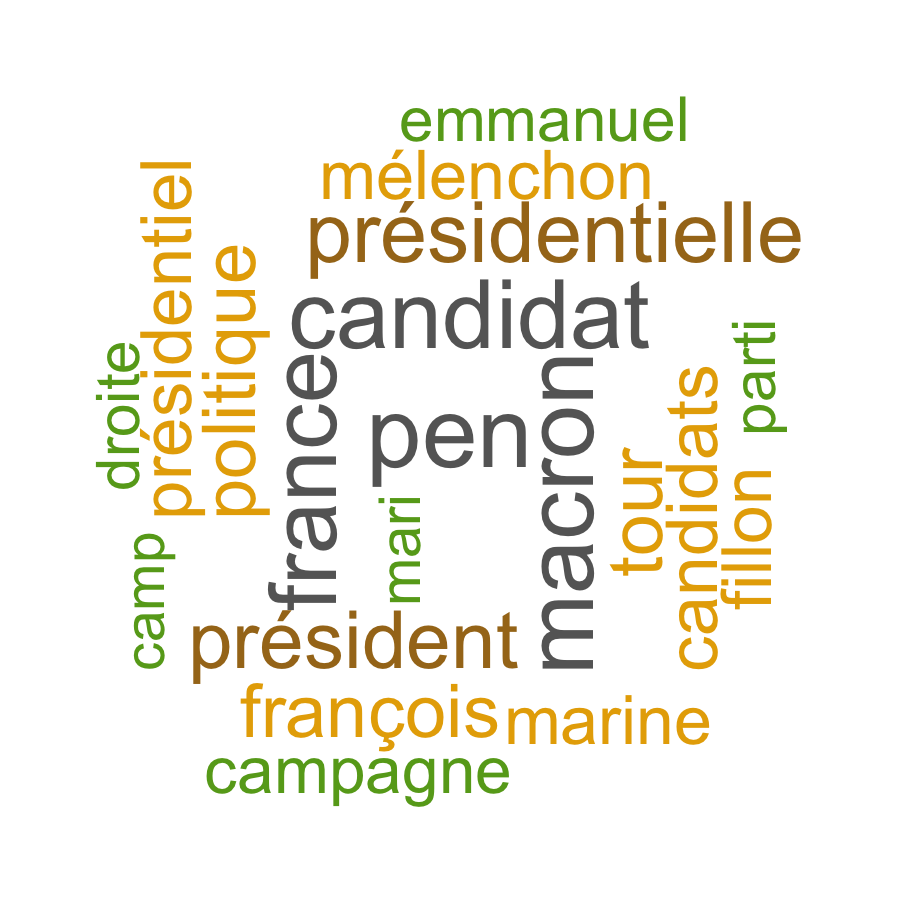 emmanuel
mélenchon
présidentielle
candidat
présidentiel
politique
droite
france
pen
macron
parti
candidats
tour
fillon
mari
camp
président
françois
marine
campagne